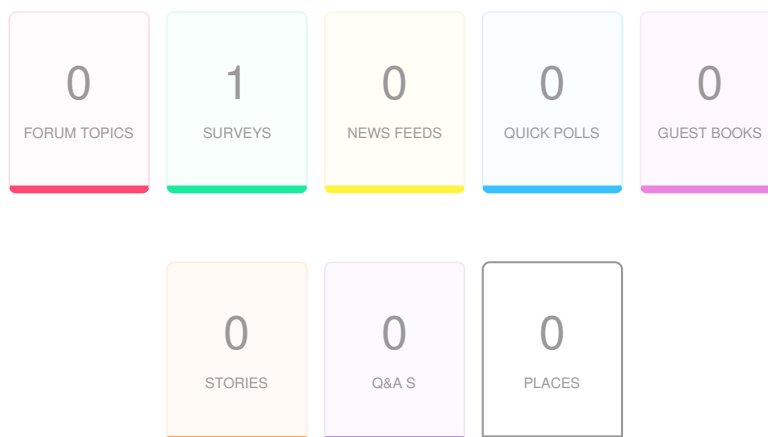 0 1 0 0 0
FORUM TOPICS SURVEYS NEWS FEEDS QUICK POLLS GUEST BOOKS
0 0 0
STORIES Q&A S PLACES